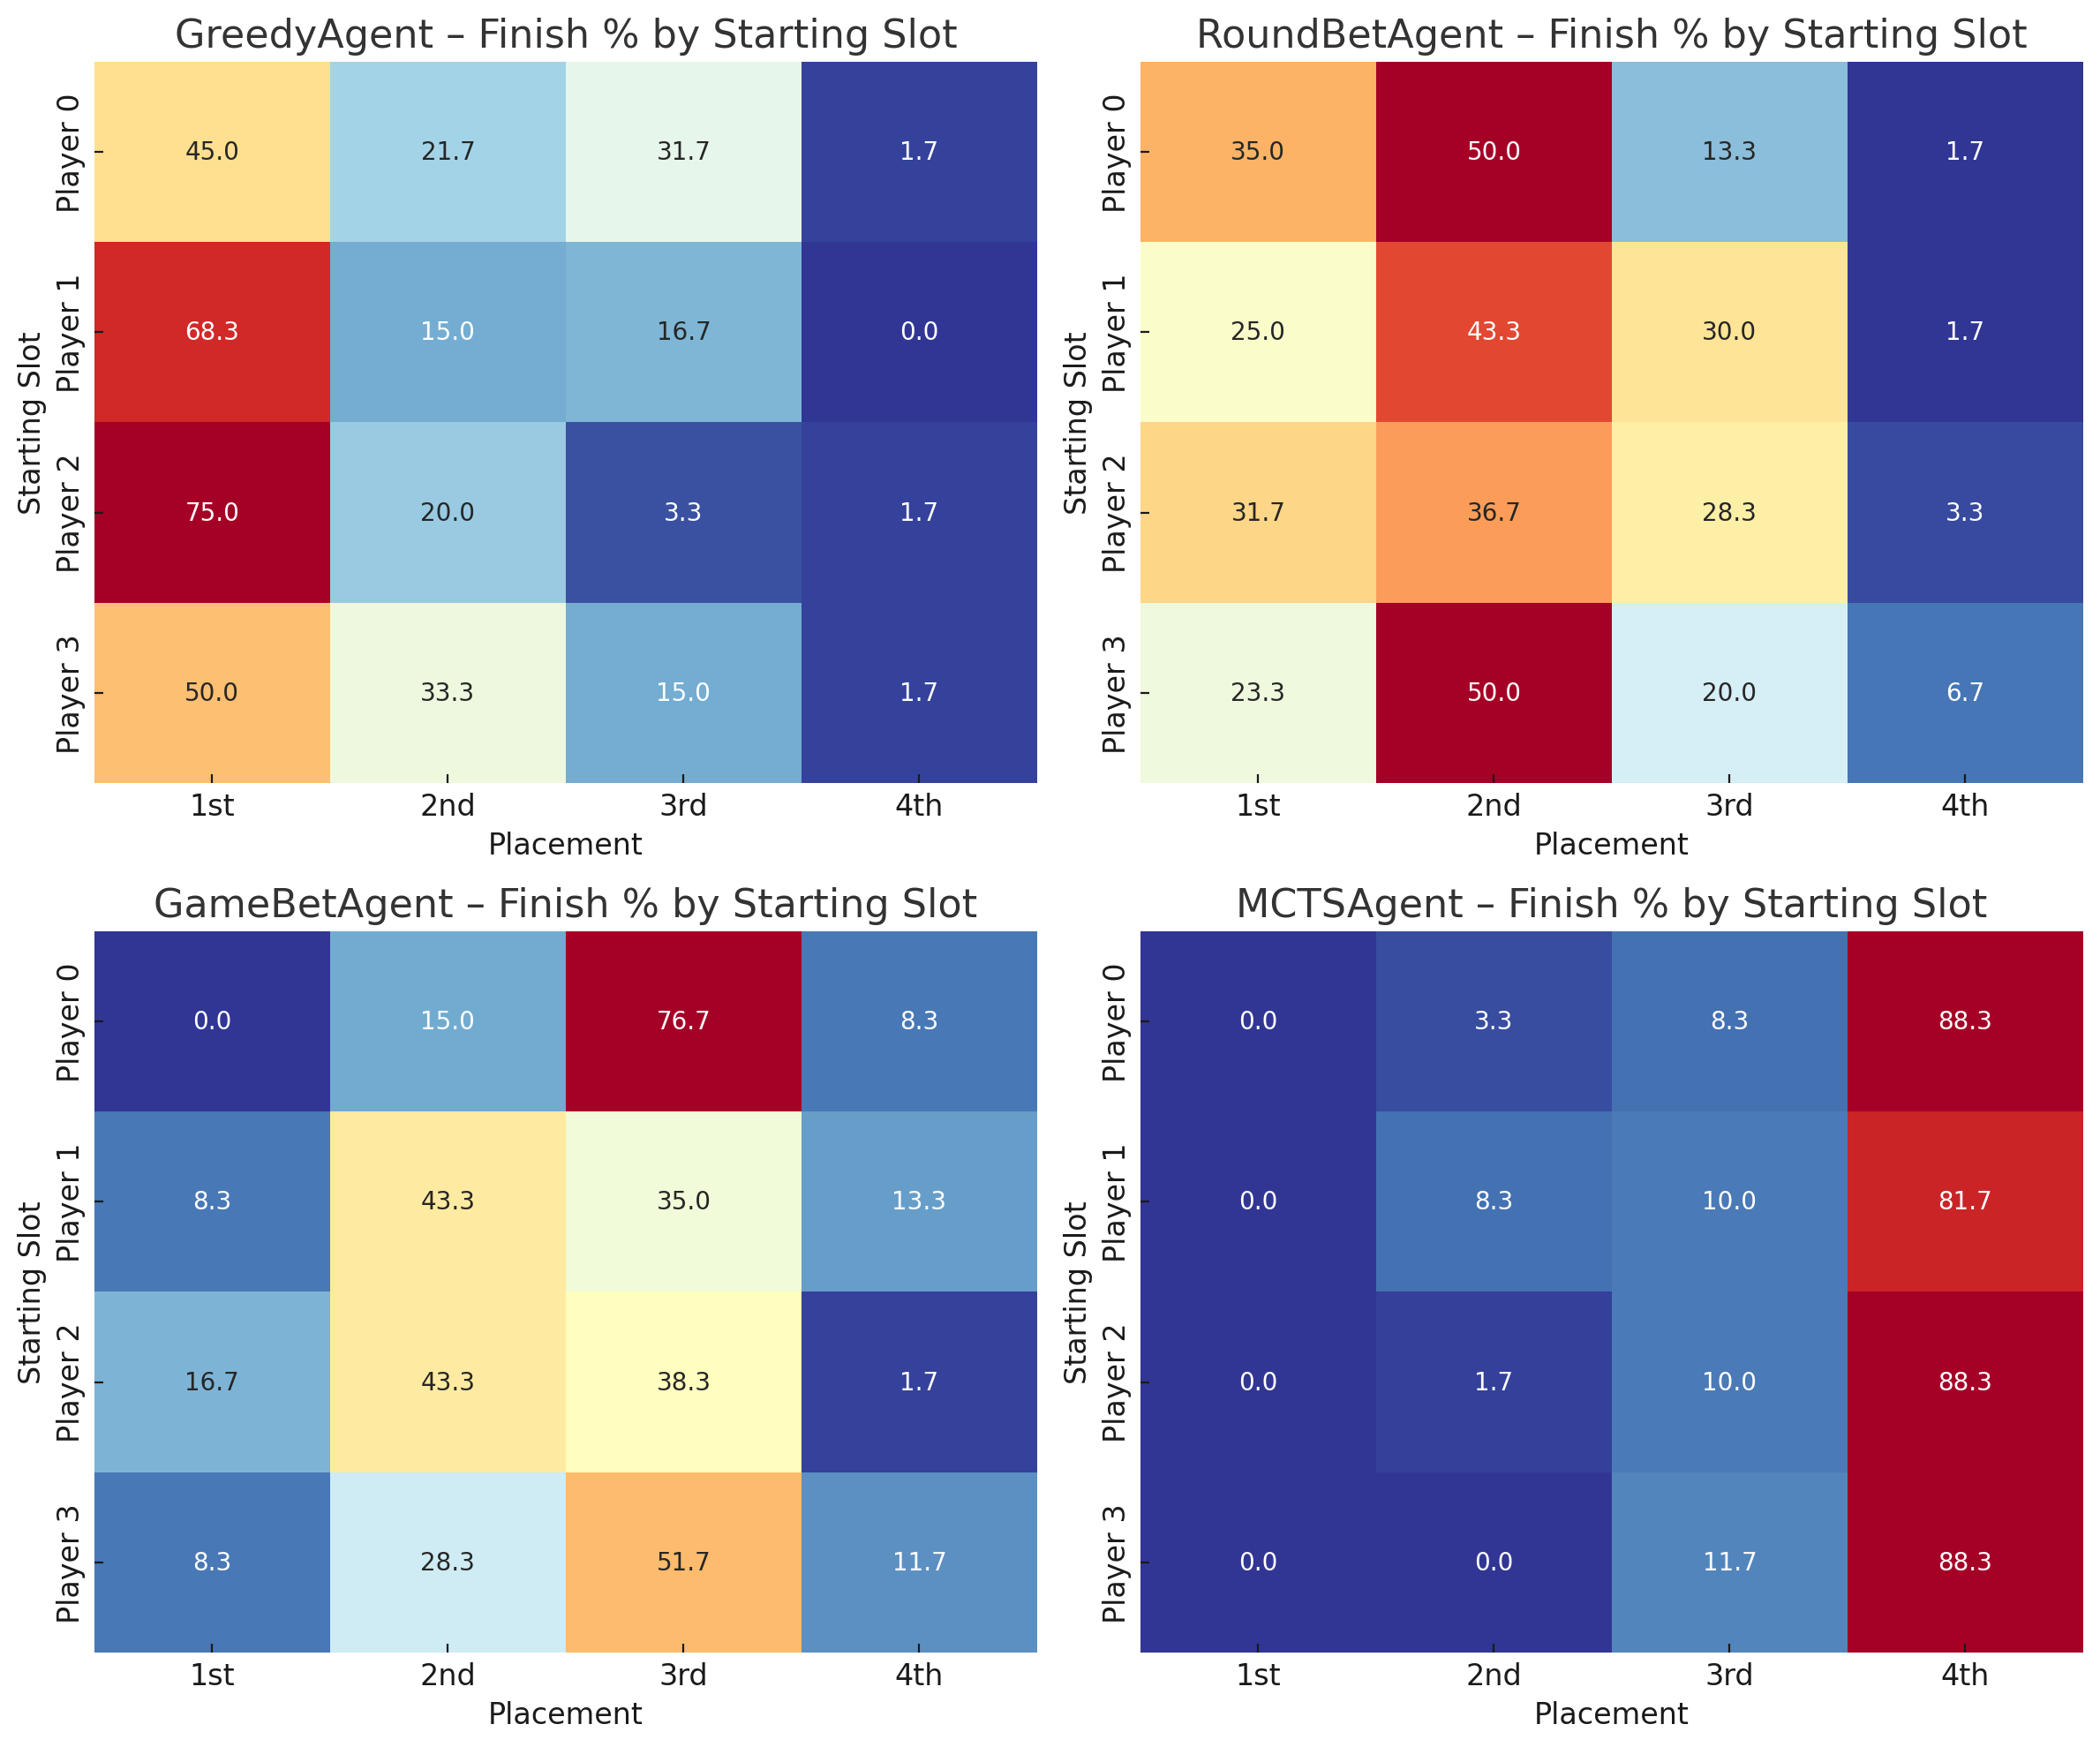 GreedyAgent – Finish % by Starting Slot
Starting Slot
Player 0
45.0 21.7 31.7 1.7
Player 1
68.3 15.0 16.7 0.0
Player 2
75.0 20.0 3.3 1.7
Player 3
50.0 33.3 15.0 1.7
1st 2nd 3rd 4th
Placement
RoundBetAgent – Finish % by Starting Slot
Starting Slot
Player 0
35.0 50.0 13.3 1.7
Player 1
25.0 43.3 30.0 1.7
Player 2
31.7 36.7 28.3 3.3
Player 3
23.3 50.0 20.0 6.7
1st 2nd 3rd 4th
Placement
GameBetAgent – Finish % by Starting Slot
Starting Slot
Player 0
0.0 15.0 76.7 8.3
Player 1
8.3 43.3 35.0 13.3
Player 2
16.7 43.3 38.3 1.7
Player 3
8.3 28.3 51.7 11.7
1st 2nd 3rd 4th
Placement
MCTSAgent – Finish % by Starting Slot
Starting Slot
Player 0
0.0 3.3 8.3 88.3
Player 1
0.0 8.3 10.0 81.7
Player 2
0.0 1.7 10.0 88.3
Player 3
0.0 0.0 11.7 88.3
1st 2nd 3rd 4th
Placement